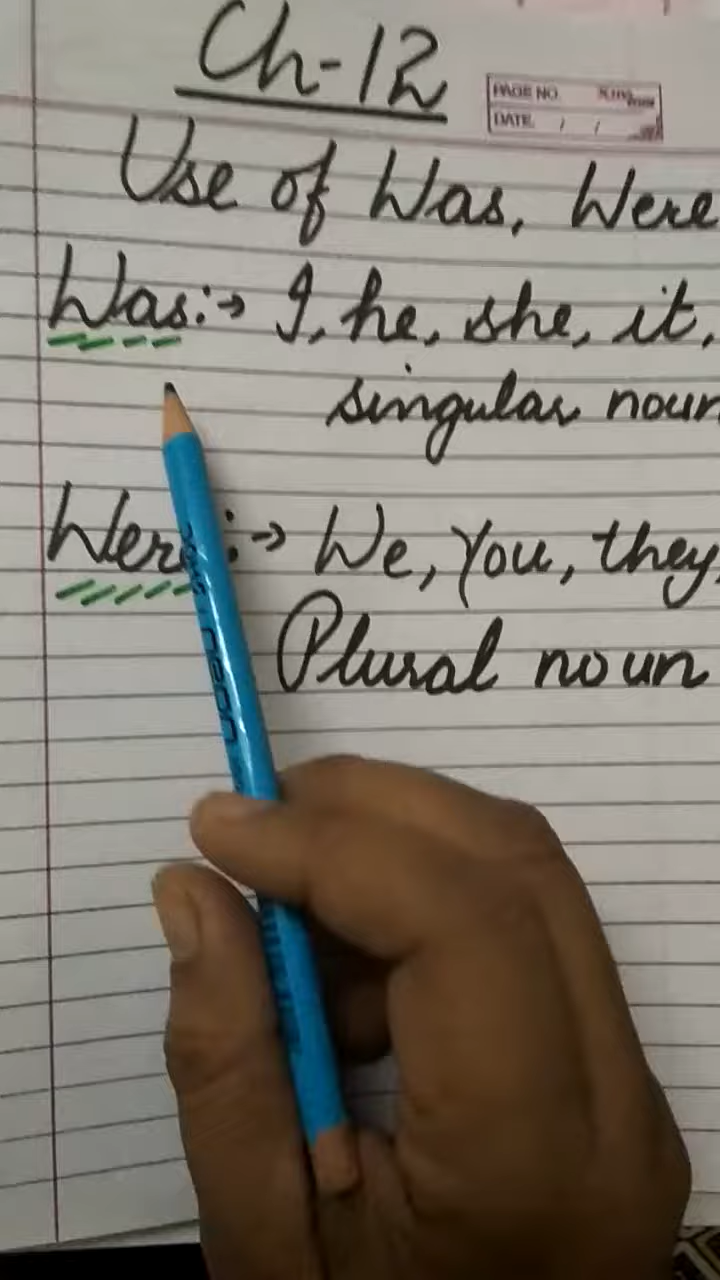 Ch-12
PAGE NO.
DATE / /
Use of Was, Were
Was:→ I, he, she, it,
singular noun
Were:→ We, You, they,
Plural noun